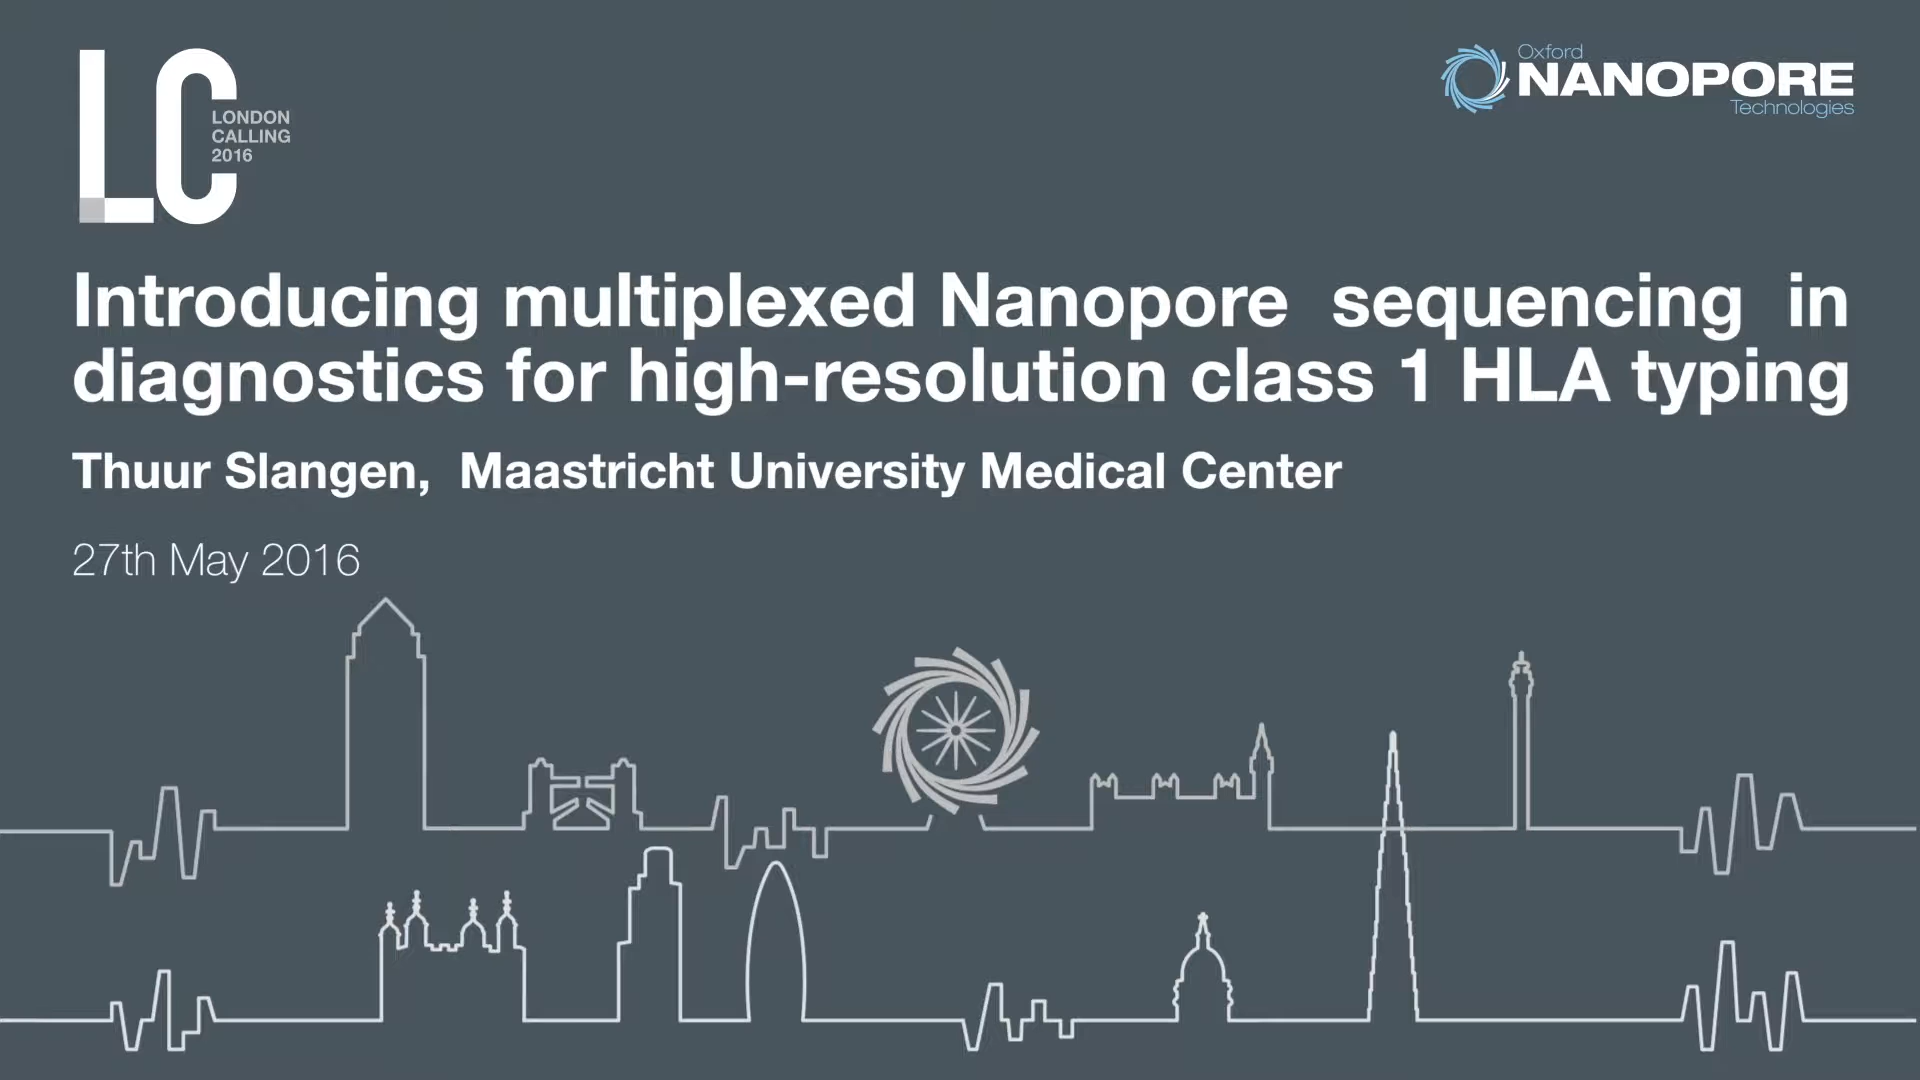 LC
LONDON
CALLING
2016
Oxford
NANOPORE
Technologies
Introducing multiplexed Nanopore sequencing in
diagnostics for high-resolution class 1 HLA typing
Thuur Slangen, Maastricht University Medical Center
27th May 2016